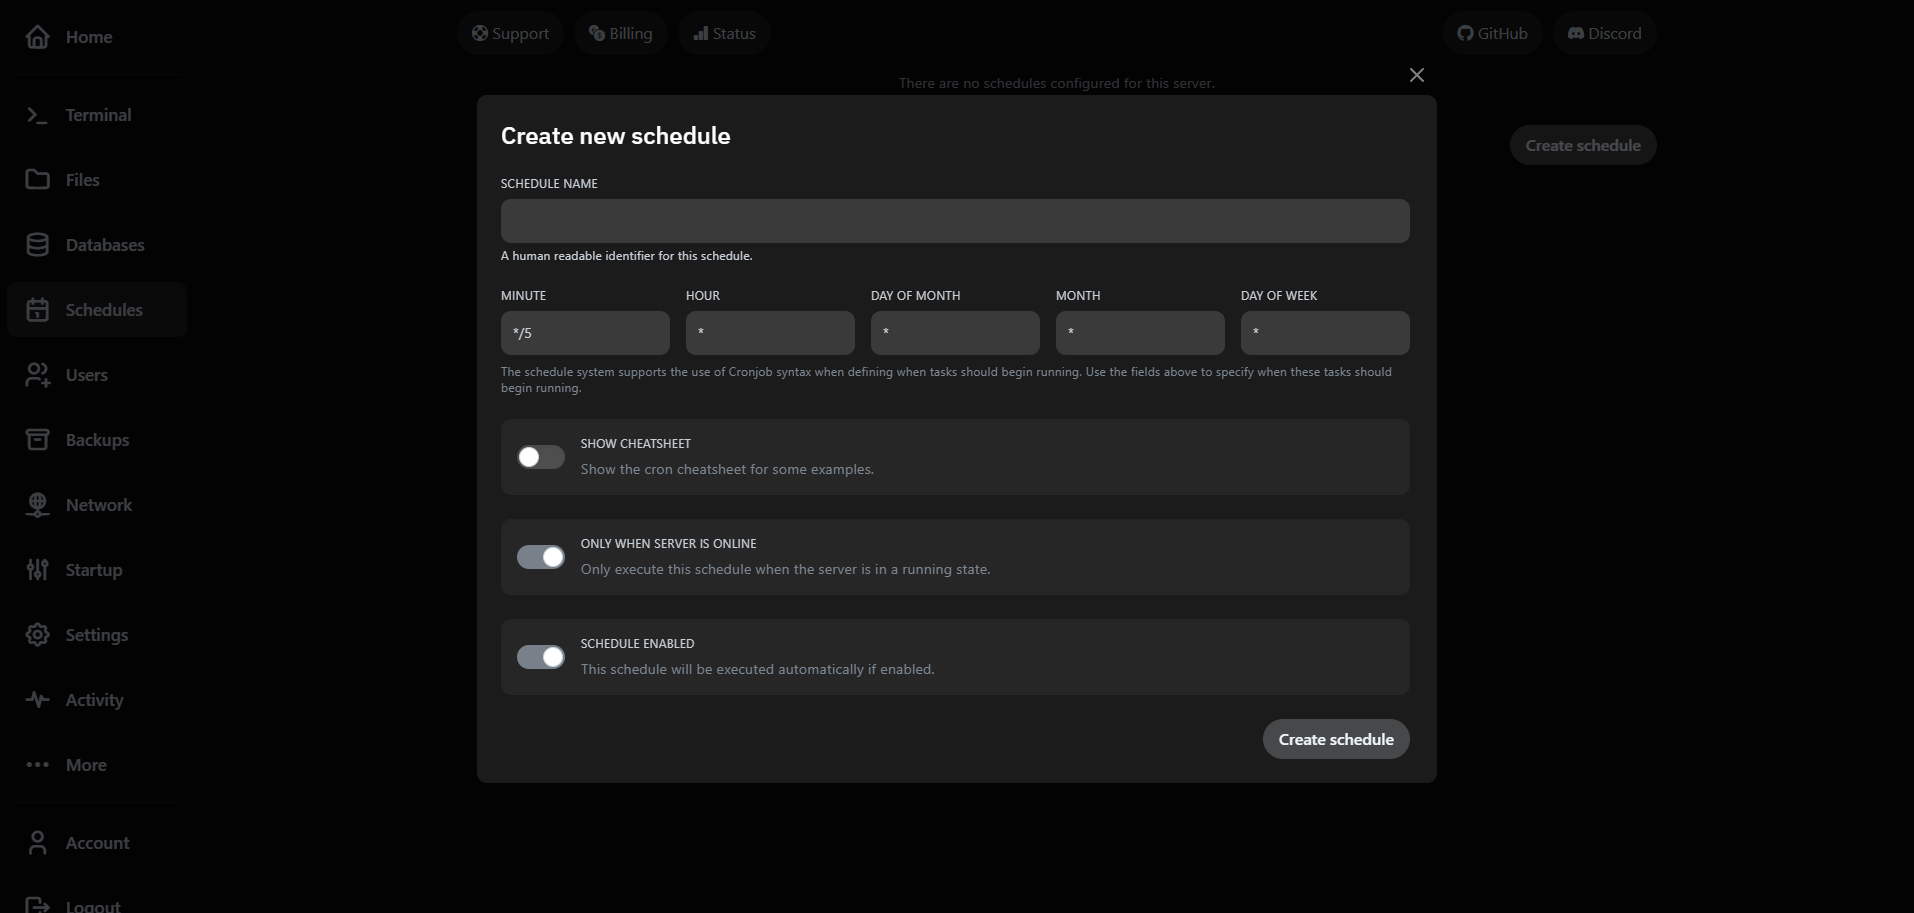 Home
Terminal
Files
Databases
Schedules
Users
Backups
Network
Startup
Settings
Activity
More
Account
Logout
Support
Billing
Status
GitHub
Discord
There are no schedules configured for this server.
Create schedule
Create new schedule
SCHEDULE NAME
A human readable identifier for this schedule.
MINUTE HOUR DAY OF MONTH MONTH DAY OF WEEK
*/5 * * * *
The schedule system supports the use of Cronjob syntax when defining when tasks should begin running. Use the fields above to specify when these tasks should
begin running.
SHOW CHEATSHEET
Show the cron cheatsheet for some examples.
ONLY WHEN SERVER IS ONLINE
Only execute this schedule when the server is in a running state.
SCHEDULE ENABLED
This schedule will be executed automatically if enabled.
Create schedule